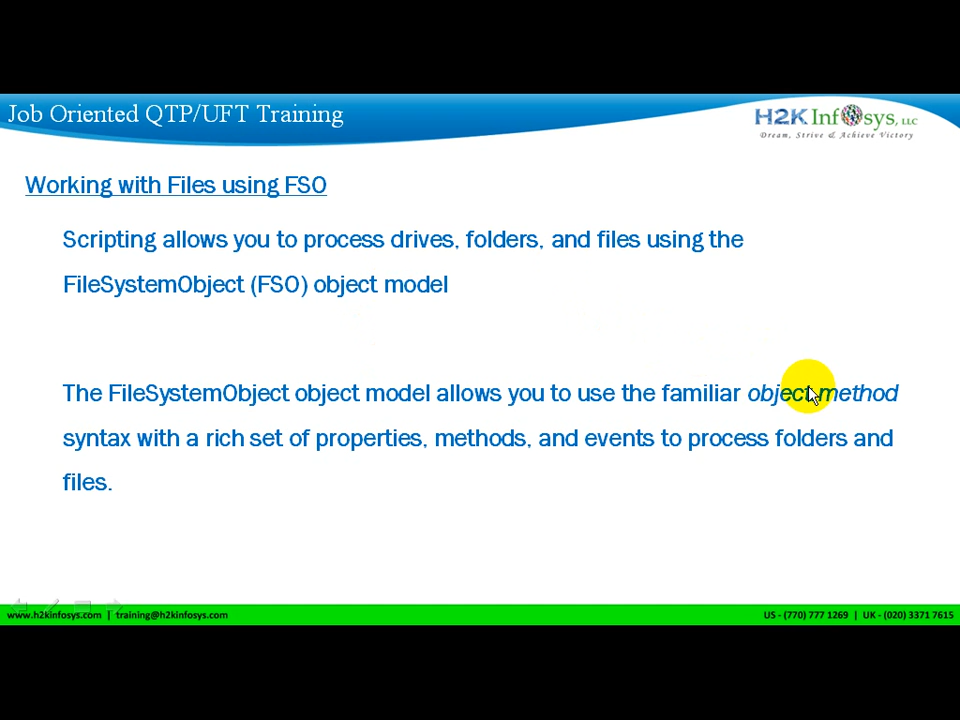 Job Oriented QTP/UFT Training
H2K Infosys, LLC
Dream, Strive & Achieve Victory
Working with Files using FSO
Scripting allows you to process drives, folders, and files using the
FileSystemObject (FSO) object model
The FileSystemObject object model allows you to use the familiar object.method
syntax with a rich set of properties, methods, and events to process folders and
files.
www.h2kinfosys.com | training@h2kinfosys.com
US - (770) 777 1269 | UK - (020) 3371 7615